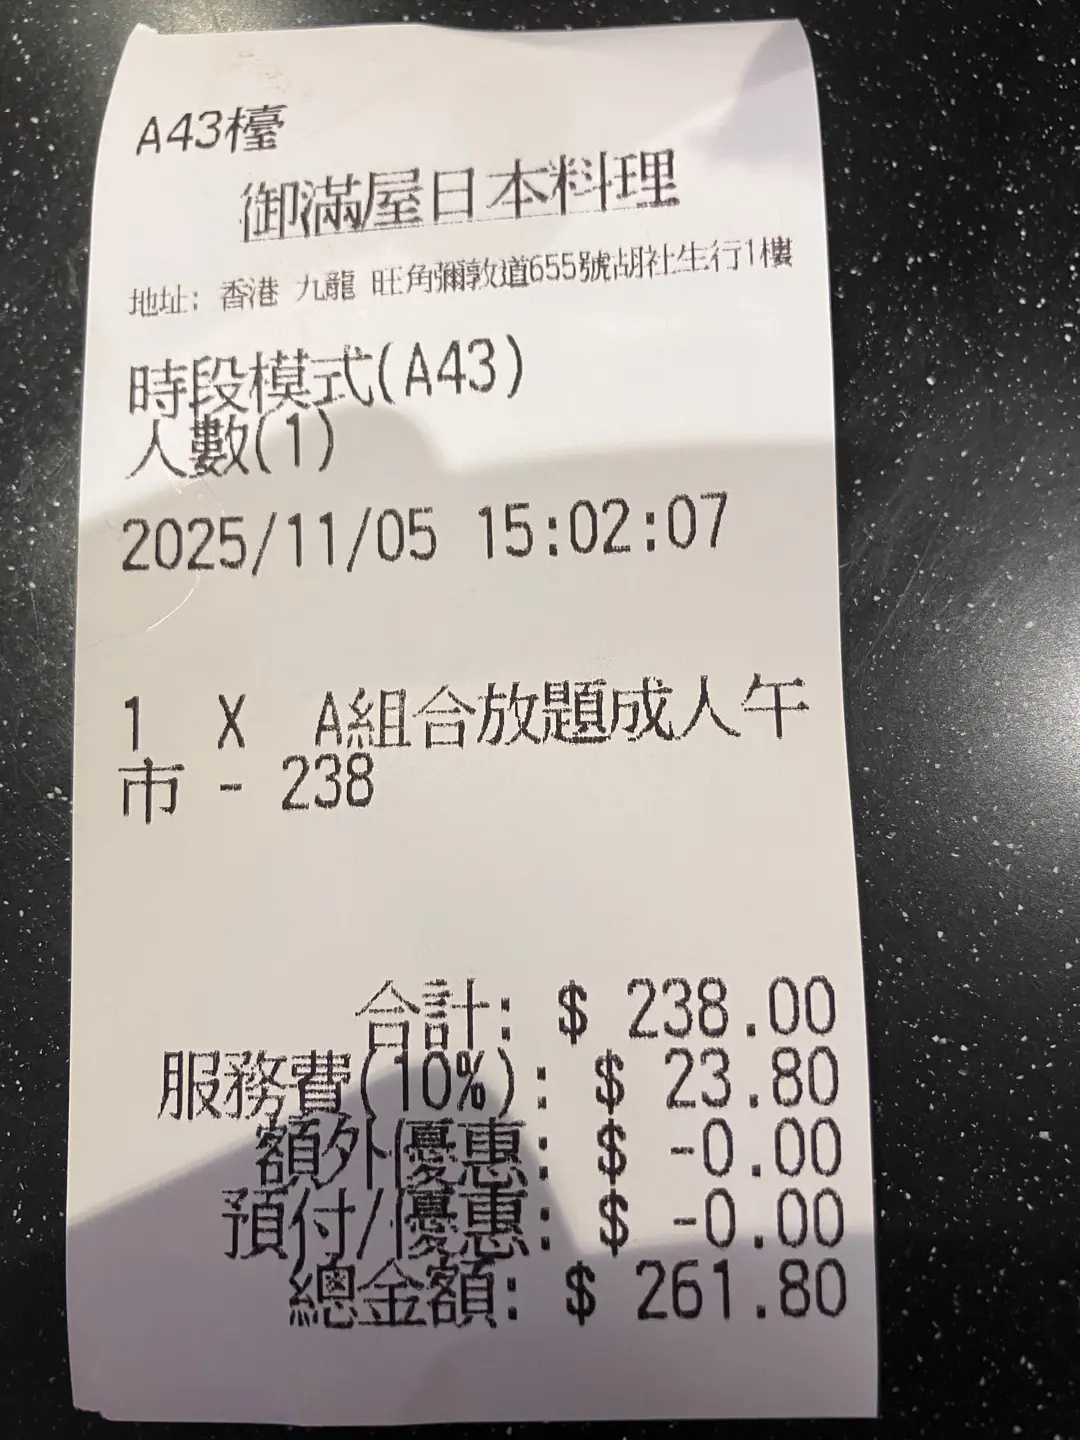 A43檯
御滿屋日本料理
地址: 香港 九龍 旺角彌敦道655號胡社生行1樓
時段模式(A43)
人數(1)
2025/11/05 15:02:07
1 X A組合放題成人午
市 - 238
合計: $ 238.00
服務費(10%): $ 23.80
額外優惠: $ -0.00
預付/優惠: $ -0.00
總金額: $ 261.80